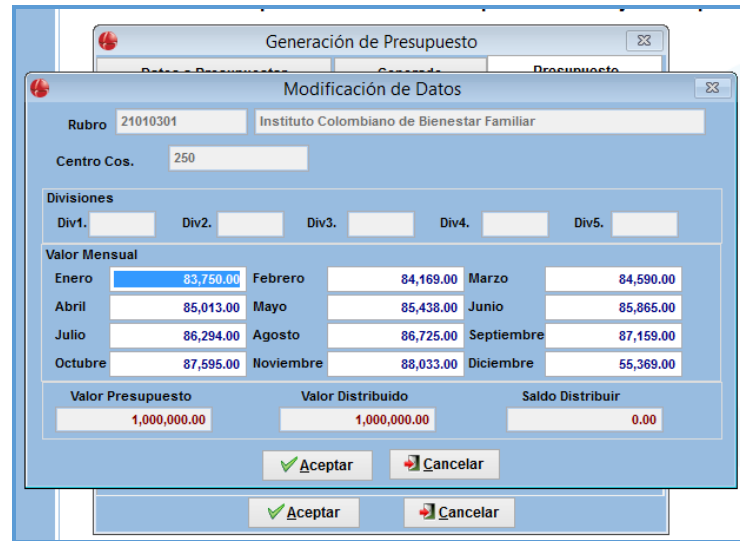 Generación de Presupuesto
Presupuesto
Modificación de Datos
Rubro 21010301 Instituto Colombiano de Bienestar Familiar
Centro Cos. 250
Divisiones
Div1. Div2. Div3. Div4. Div5.
Valor Mensual
Enero 83,750.00 Febrero 84,169.00 Marzo 84,590.00
Abril 85,013.00 Mayo 85,438.00 Junio 85,865.00
Julio 86,294.00 Agosto 86,725.00 Septiembre 87,159.00
Octubre 87,595.00 Noviembre 88,033.00 Diciembre 55,369.00
Valor Presupuesto Valor Distribuido Saldo Distribuir
1,000,000.00 1,000,000.00 0.00
Aceptar Cancelar
Aceptar Cancelar